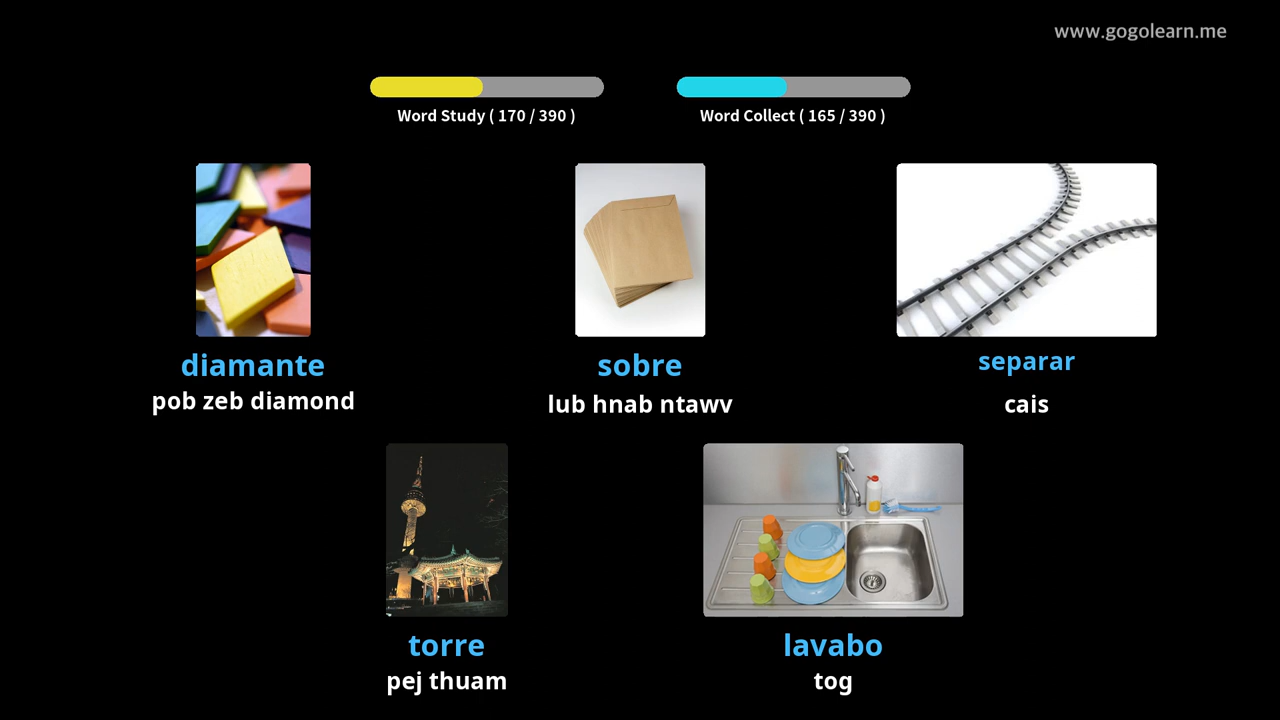 www.gogolearn.me
Word Study ( 170 / 390 )
Word Collect ( 165 / 390 )
diamante
pob zeb diamond
sobre
lub hnab ntawv
separar
cais
torre
pej thuam
lavabo
tog